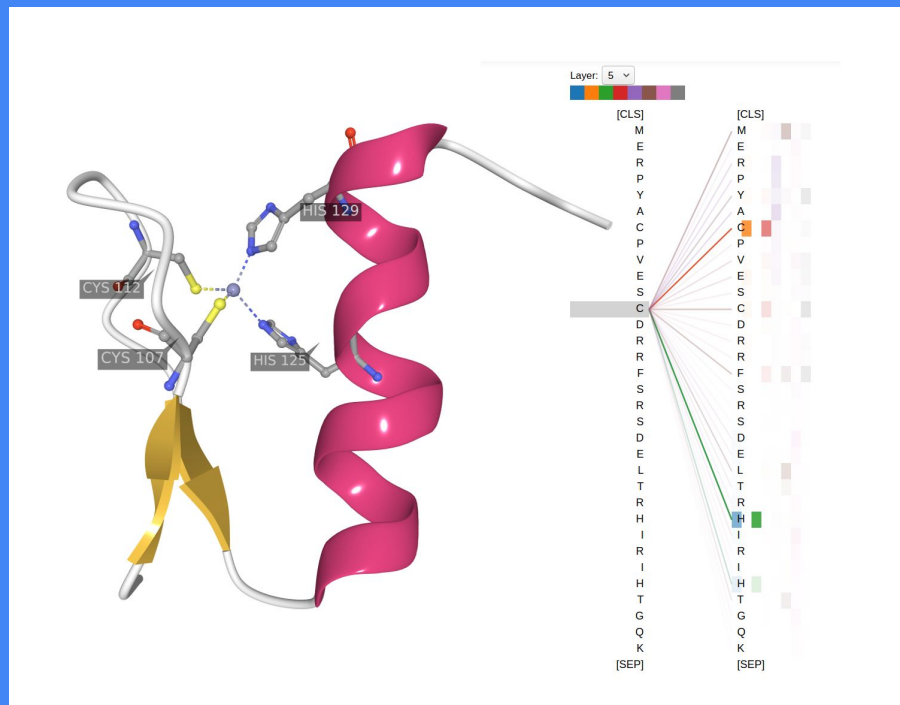 HIS 129
CYS 112
CYS 107
HIS 125
Layer: 5
[CLS] [CLS]
M M
E E
R R
P P
Y Y
A A
C C
P P
V V
E E
S S
C C
D D
R R
R R
F F
S S
R R
S S
D D
E E
L L
T T
R R
H H
I I
R R
I I
H H
T T
G G
Q Q
K K
[SEP] [SEP]